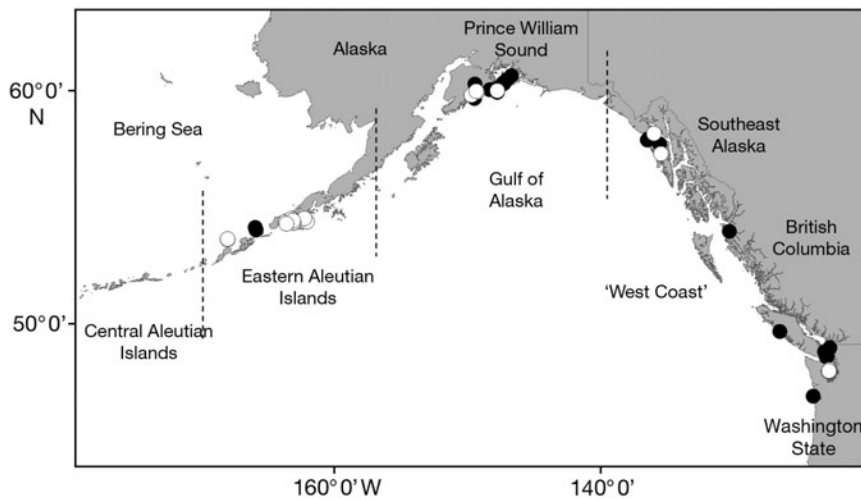 Prince William
Sound
Alaska
60°0'
N
Bering Sea
Southeast
Alaska
Gulf of
Alaska
British
Columbia
Eastern Aleutian
Islands
'West Coast'
50°0'
Central Aleutian
Islands
Washington
State
160°0'W
140°0'W